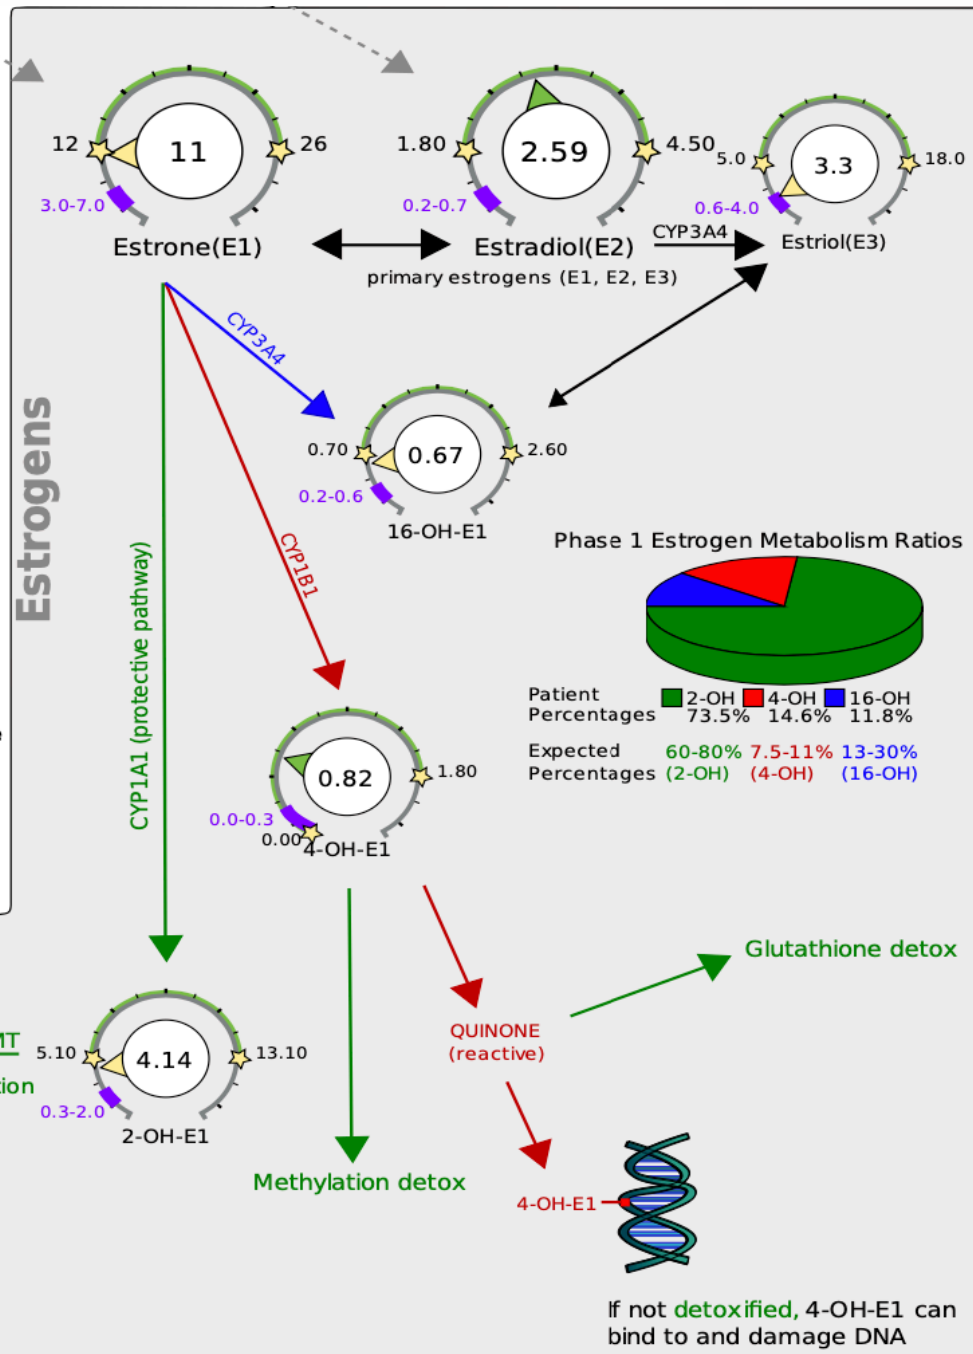 12
11
26
3.0-7.0
Estrone(E1)
1.80
2.59
4.50
0.2-0.7
Estradiol(E2)
CYP3A4
5.0
3.3
18.0
0.6-4.0
Estriol(E3)
primary estrogens (E1, E2, E3)
CYP3A4
0.70
0.67
2.60
0.2-0.6
16-OH-E1
Estrogens
CYP1B1
CYP1A1 (protective pathway)
Phase 1 Estrogen Metabolism Ratios
Patient 2-OH 4-OH 16-OH
Percentages 73.5% 14.6% 11.8%
Expected 60-80% 7.5-11% 13-30%
Percentages (2-OH) (4-OH) (16-OH)
0.82
1.80
0.0-0.3
0.00
4-OH-E1
Glutathione detox
QUINONE
(reactive)
5.10
4.14
13.10
0.3-2.0
2-OH-E1
Methylation detox
4-OH-E1
If not detoxified, 4-OH-E1 can
bind to and damage DNA